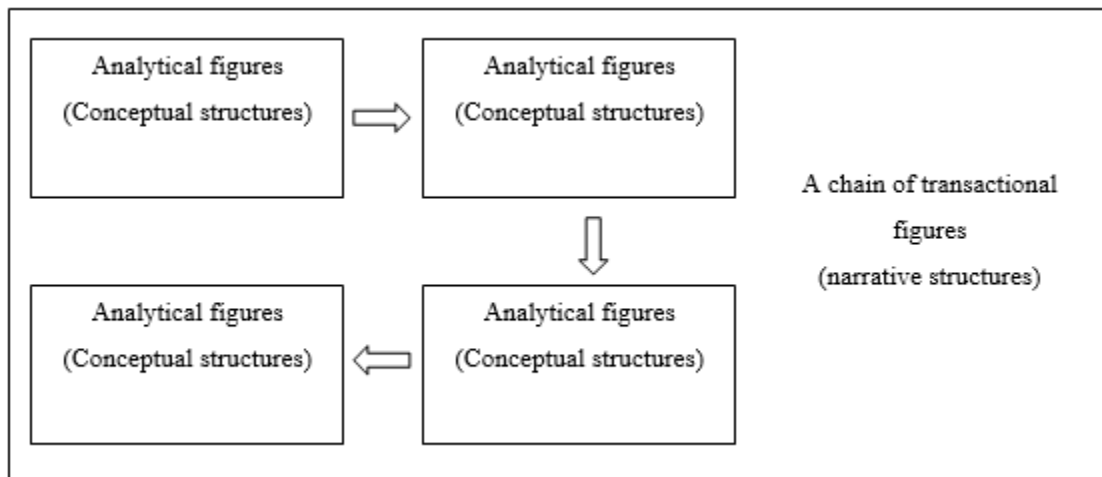 Analytical figures
(Conceptual structures)
Analytical figures
(Conceptual structures)
A chain of transactional
figures
(narrative structures)
Analytical figures
(Conceptual structures)
Analytical figures
(Conceptual structures)